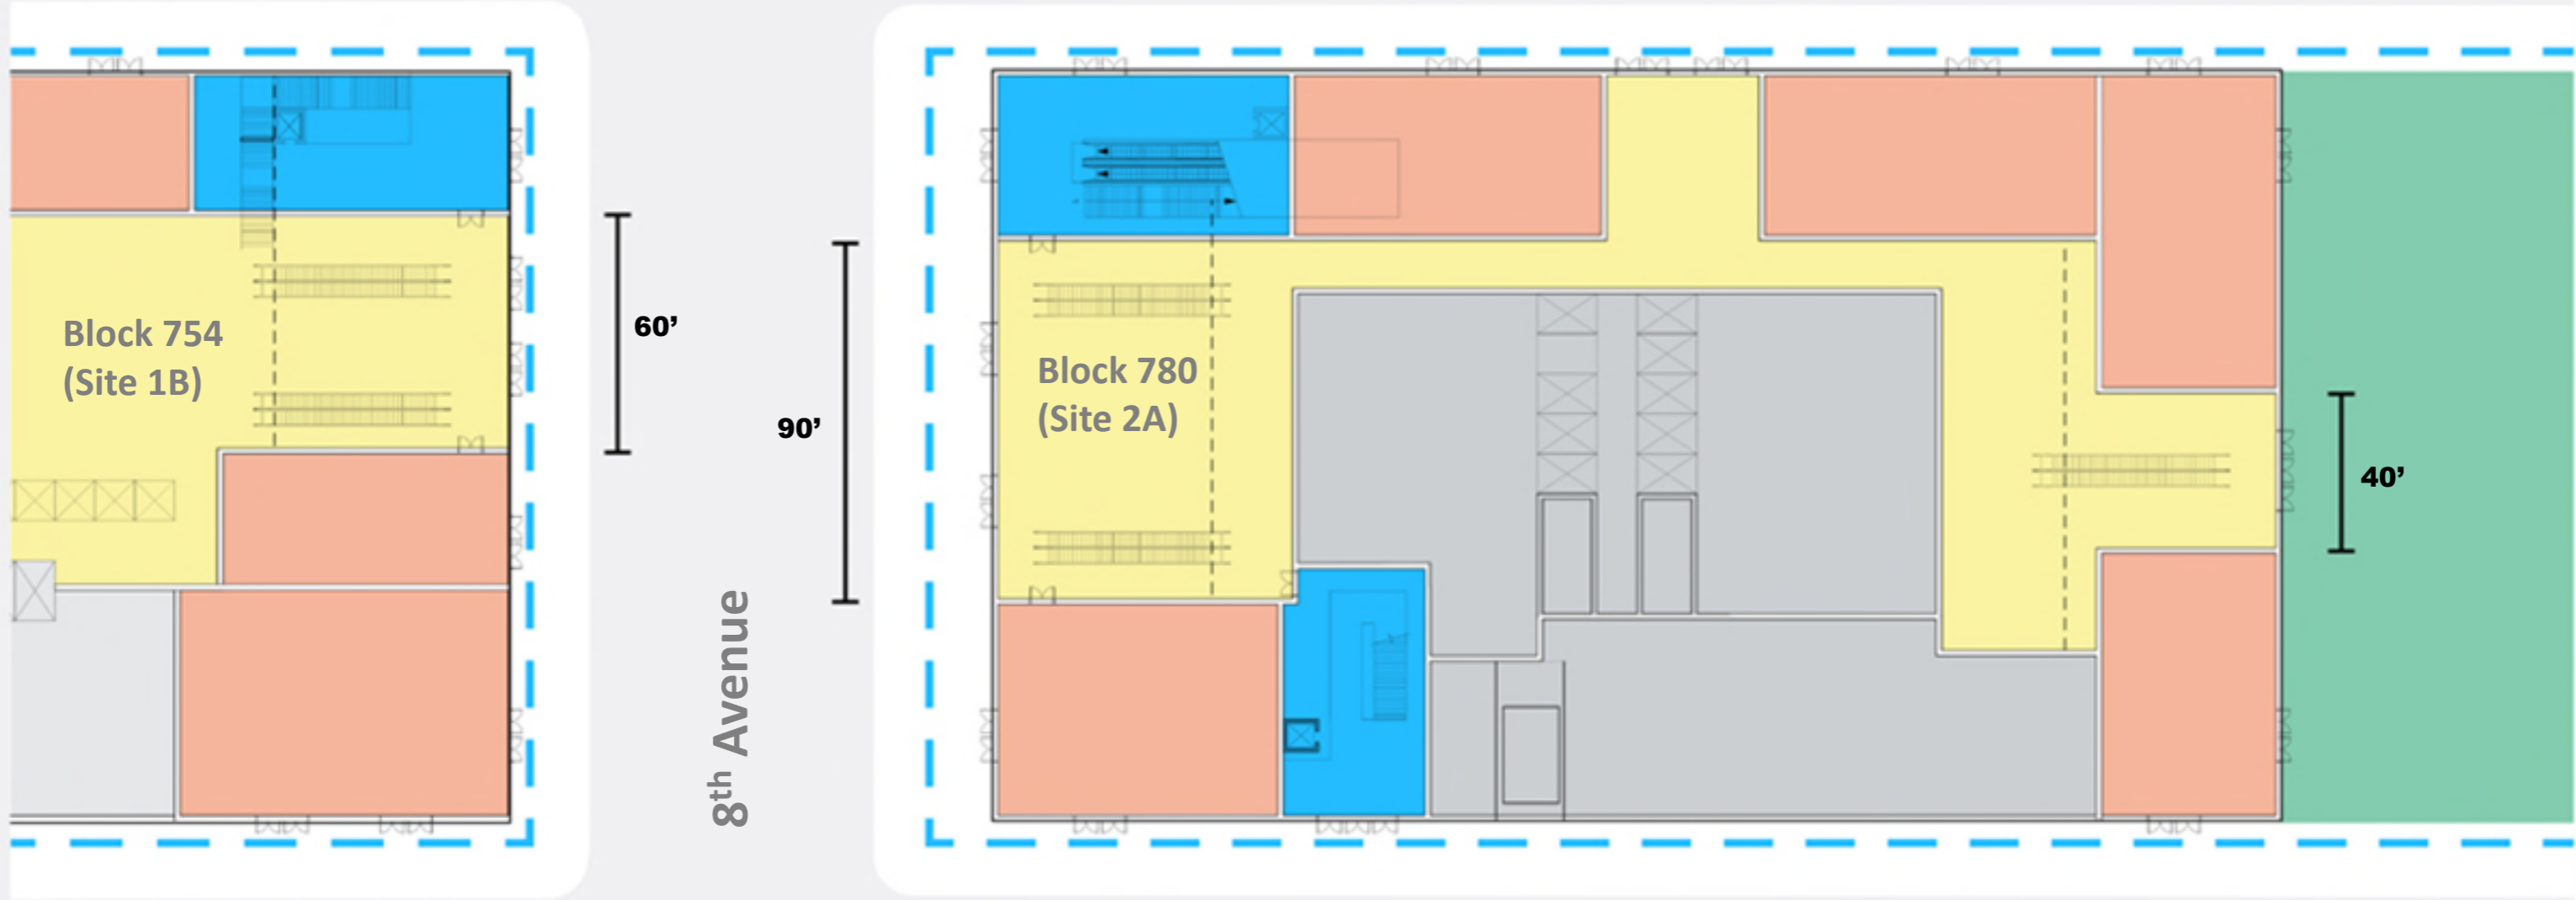 Block 754
(Site 1B)
60’
90’
8th Avenue
Block 780
(Site 2A)
40’